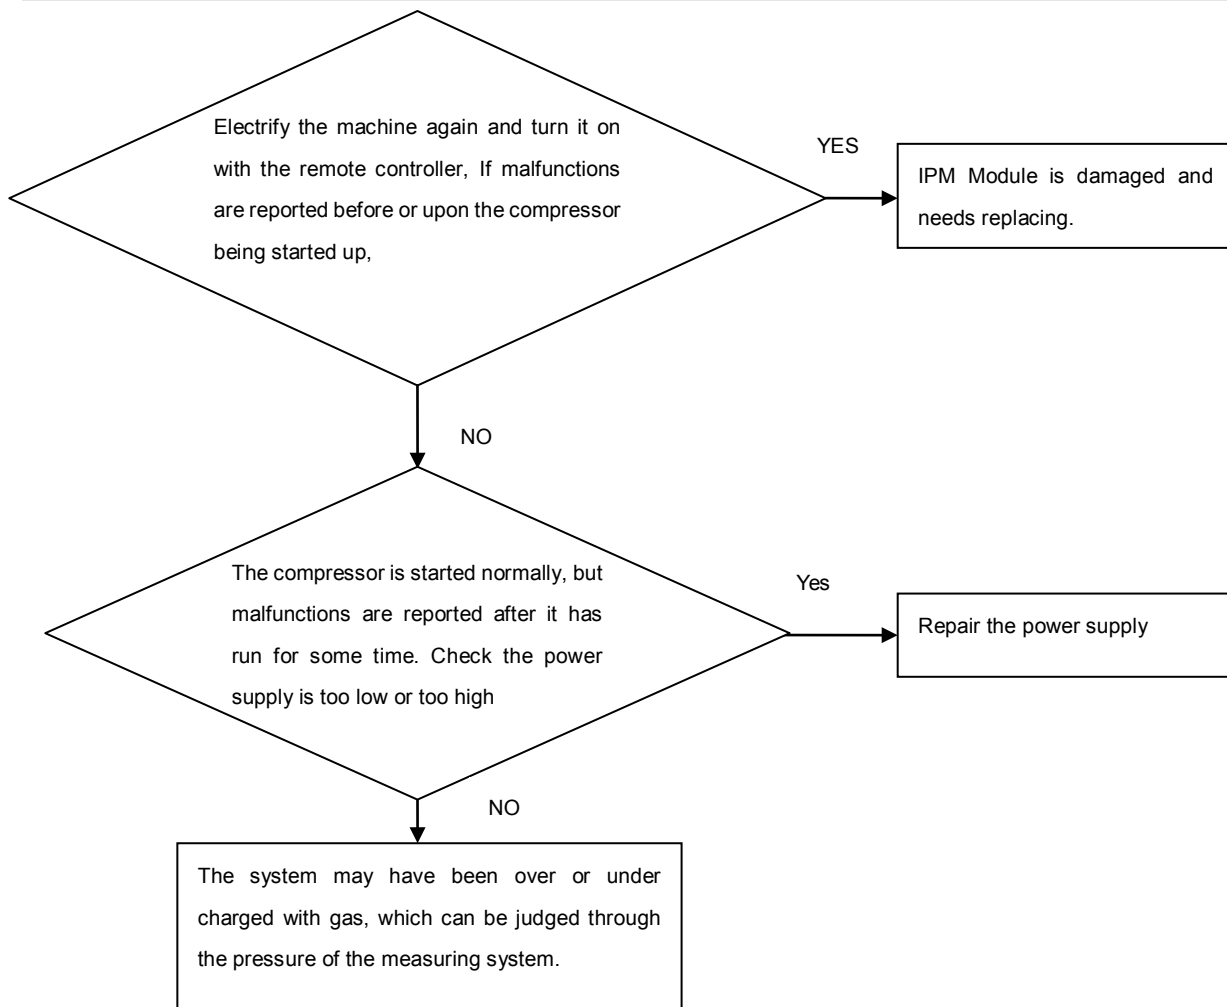 Electrify the machine again and turn it on
with the remote controller, If malfunctions
are reported before or upon the compressor
being started up,
YES
IPM Module is damaged and
needs replacing.
NO
The compressor is started normally, but
malfunctions are reported after it has
run for some time. Check the power
supply is too low or too high
Yes
Repair the power supply
NO
The system may have been over or under
charged with gas, which can be judged through
the pressure of the measuring system.